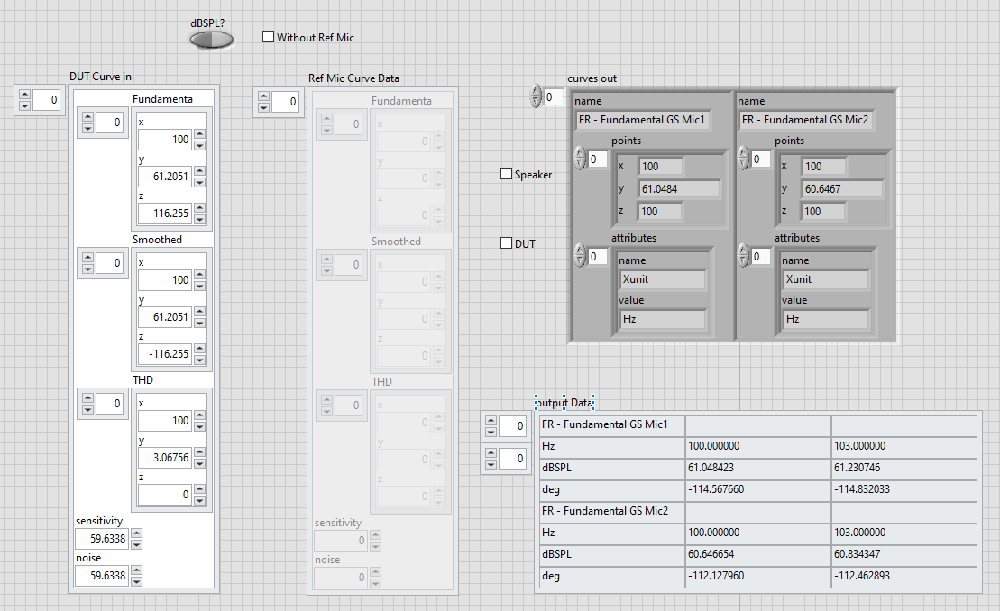 dBSPL?
Without Ref Mic
DUT Curve in
0
Fundamenta
0
x
100
y
61.2051
z
-116.255
Smoothed
0
x
100
y
61.2051
z
-116.255
THD
0
x
100
y
3.06756
z
0
sensitivity
59.6338
noise
59.6338
Ref Mic Curve Data
0
Fundamenta
0
x
0
y
0
z
0
Smoothed
0
x
0
y
0
z
0
THD
0
x
0
y
0
z
0
sensitivity
0
noise
0
Speaker
DUT
curves out
0
name
FR - Fundamental GS Mic1
points
0
x 100
y 61.0484
z 100
attributes
0
name
Xunit
value
Hz
name
FR - Fundamental GS Mic2
points
0
x 100
y 60.6467
z 100
attributes
0
name
Xunit
value
Hz
output Data
0
0
FR - Fundamental GS Mic1
Hz 100.000000 103.000000
dBSPL 61.048423 61.230746
deg -114.567660 -114.832033
FR - Fundamental GS Mic2
Hz 100.000000 103.000000
dBSPL 60.646654 60.834347
deg -112.127960 -112.462893